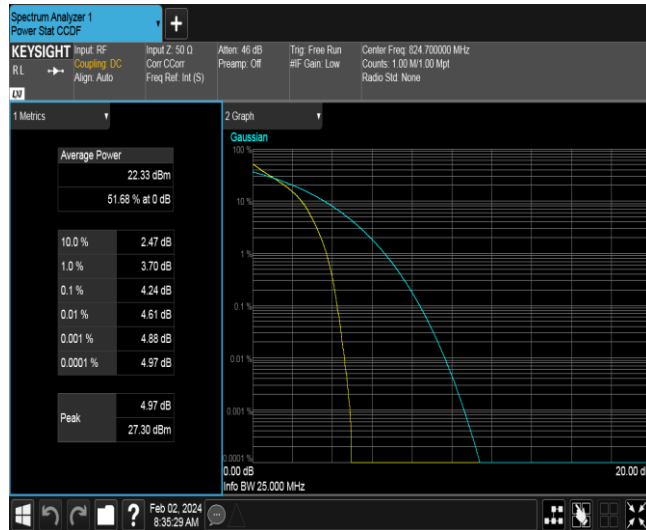 Spectrum Analyzer 1
Power Stat CCDF
+
KEYSIGHT
R L
LXI
Input: RF
Coupling: DC
Align: Auto
Input Z: 50 Ω
Corr CCorr
Freq Ref: Int (S)
Atten: 46 dB
Preamp: Off
Trig: Free Run
#IF Gain: Low
Center Freq: 824.700000 MHz
Counts: 1.00 M/1.00 Mpt
Radio Std: None
1 Metrics
Average Power
22.33 dBm
51.68 % at 0 dB
10.0 % 2.47 dB
1.0 % 3.70 dB
0.1 % 4.24 dB
0.01 % 4.61 dB
0.001 % 4.88 dB
0.0001 % 4.97 dB
Peak
4.97 dB
27.30 dBm
2 Graph
Gaussian
100 %
10 %
1 %
0.1 %
0.01 %
0.001 %
0.0001 %
0.00 dB
20.00 d
Info BW 25.000 MHz
?
Feb 02, 2024
8:35:29 AM